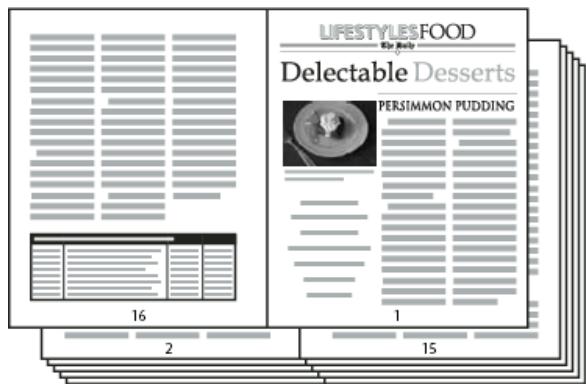 LIFESTYLESFOOD
The Daily
Delectable Desserts
PERSIMMON PUDDING
16
1
2
15